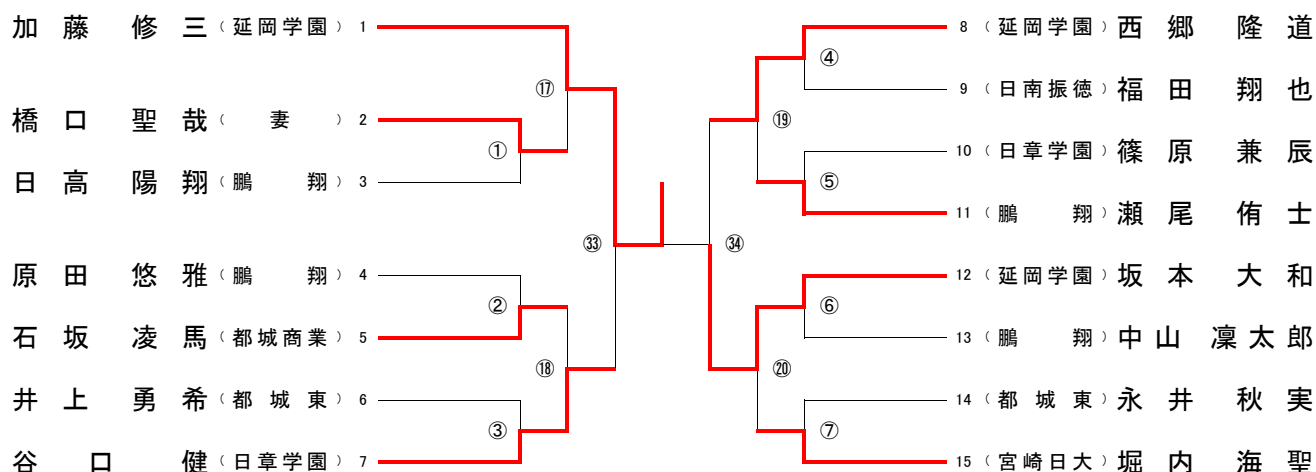 加藤 修三（延岡学園）1
橋口 聖哉（妻）2
日高 陽翔（鵬翔）3
原田 悠雅（鵬翔）4
石坂 凌馬（都城商業）5
井上 勇希（都城東）6
谷口 健（日章学園）7
⑰
①
②
⑱
③
㉝
㉞
④
⑲
⑤
⑥
⑳
⑦
8（延岡学園）西郷 隆道
9（日南振徳）福田 翔也
10（日章学園）篠原 兼辰
11（鵬翔）瀬尾 侑士
12（延岡学園）坂本 大和
13（鵬翔）中山 凜太郎
14（都城東）永井 秋実
15（宮崎日大）堀内 海聖